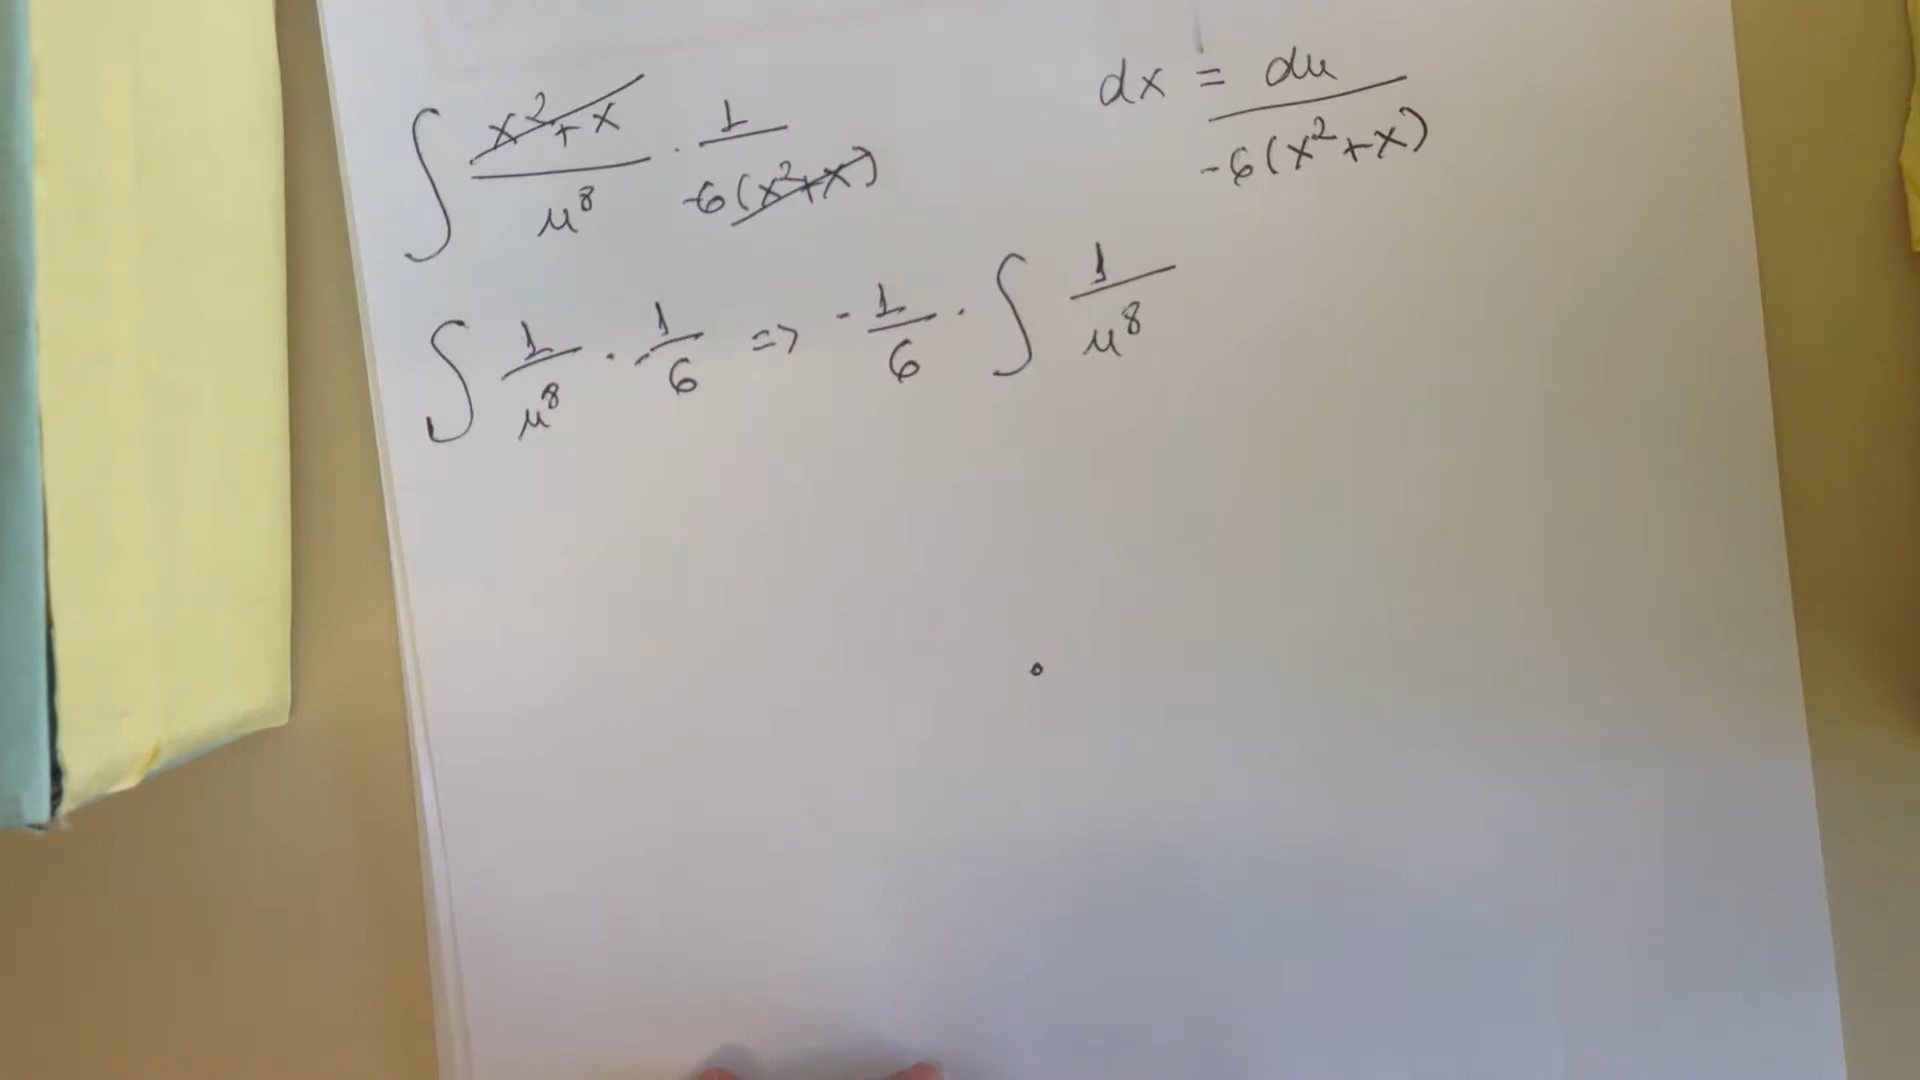 ∫ (x²+x)/u⁸ · 1/-6(x²+x)
dx = du/-6(x²+x)
∫ 1/u⁸ · 1/-6 => -1/6 · ∫ 1/u⁸